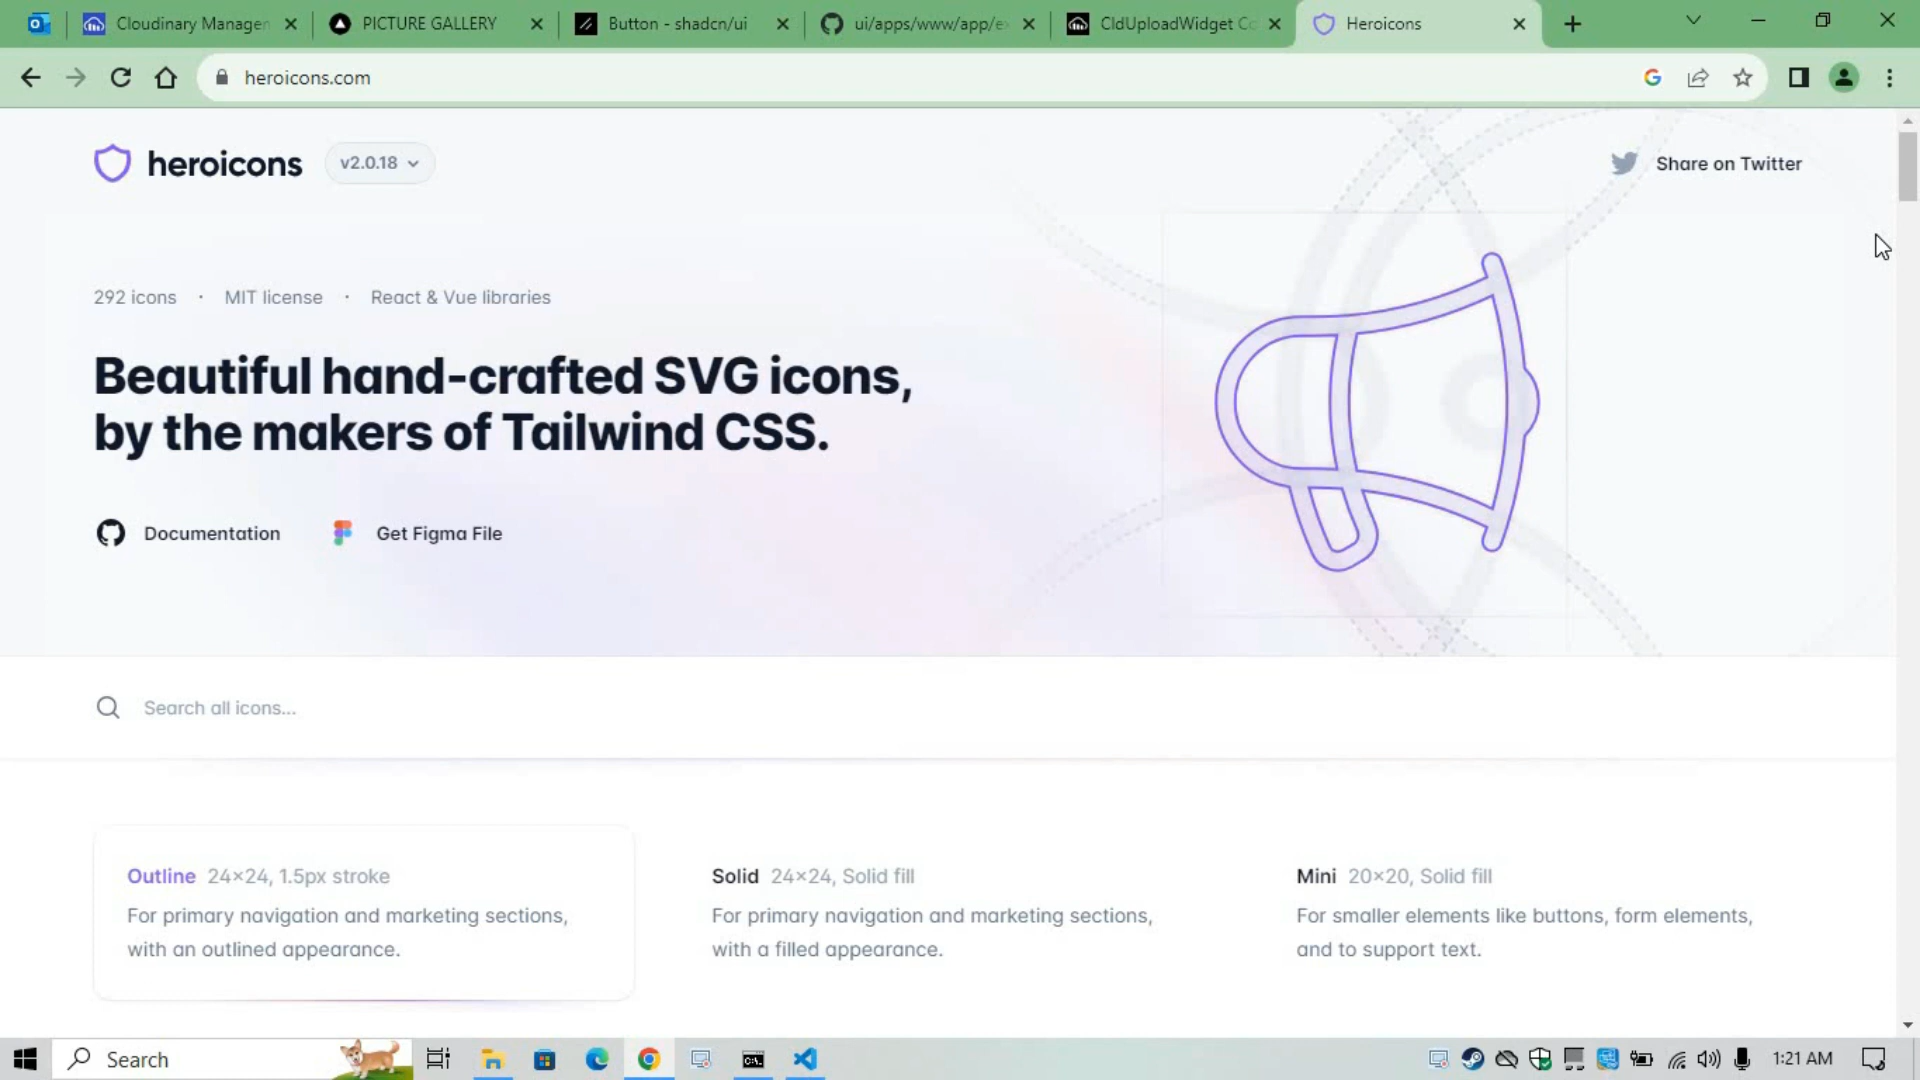 Cloudinary Manager
PICTURE GALLERY
Button - shadcn/ui
ui/apps/www/app/ex
CldUploadWidget Co
Heroicons
heroicons.com
heroicons
v2.0.18
Share on Twitter
292 icons · MIT license · React & Vue libraries
Beautiful hand-crafted SVG icons,
by the makers of Tailwind CSS.
Documentation
Get Figma File
Search all icons...
Outline 24×24, 1.5px stroke
For primary navigation and marketing sections,
with an outlined appearance.
Solid 24×24, Solid fill
For primary navigation and marketing sections,
with a filled appearance.
Mini 20×20, Solid fill
For smaller elements like buttons, form elements,
and to support text.
Search
1:21 AM